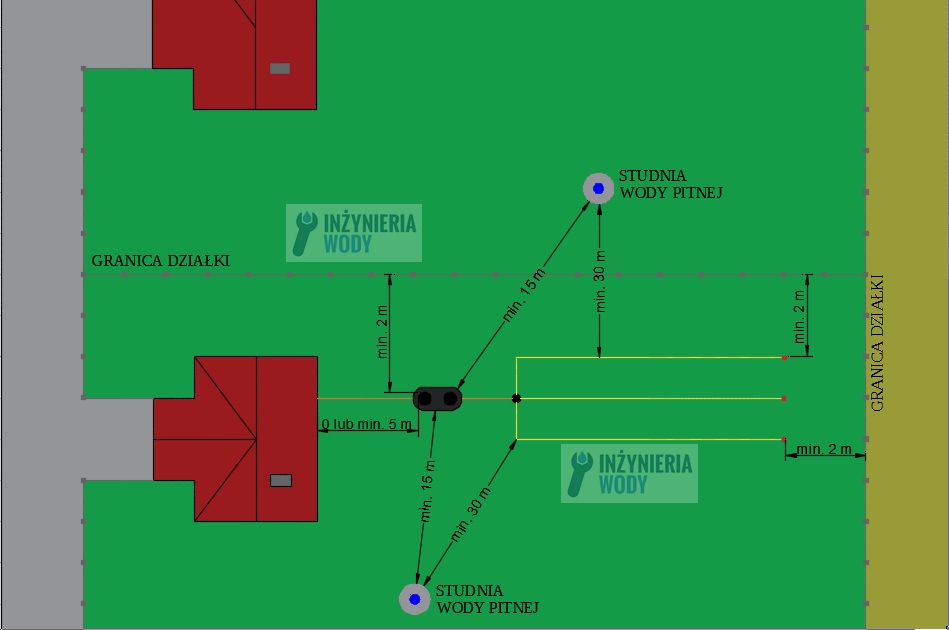 STUDNIA
WODY PITNEJ
INŻYNIERIA
WODY
GRANICA DZIAŁKI
min. 15 m
min. 30 m
min. 2 m
min. 2 m
GRANICA DZIAŁKI
0 lub min. 5 m
min. 2 m
INŻYNIERIA
WODY
min. 15 m
min. 30 m
STUDNIA
WODY PITNEJ